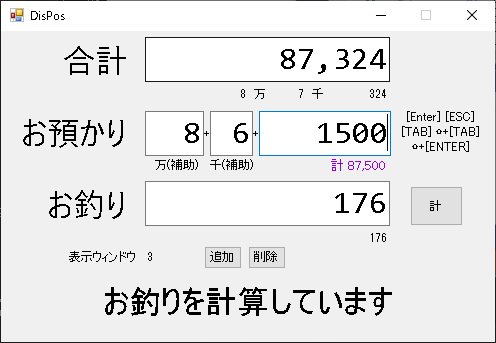 DisPos
合計 87,324
8 万 7 千 324
お預かり 8 + 6 + 1500
[Enter] [ESC]
[TAB] ⇧+[TAB]
⇧+[ENTER]
万(補助) 千(補助) 計 87,500
お釣り 176 計
176
表示ウィンドウ 3 追加 削除
お釣りを計算しています